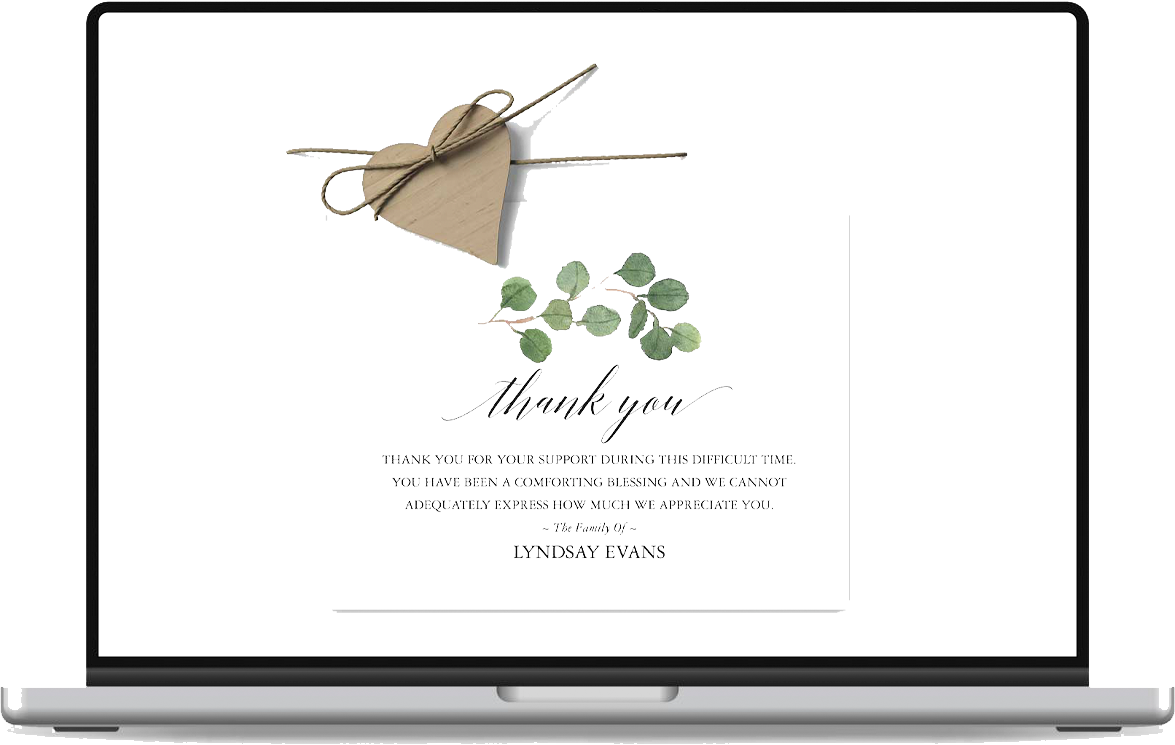 thank you
THANK YOU FOR YOUR SUPPORT DURING THIS DIFFICULT TIME.
YOU HAVE BEEN A COMFORTING BLESSING AND WE CANNOT
ADEQUATELY EXPRESS HOW MUCH WE APPRECIATE YOU.
~ The Family Of ~
LYNDSAY EVANS